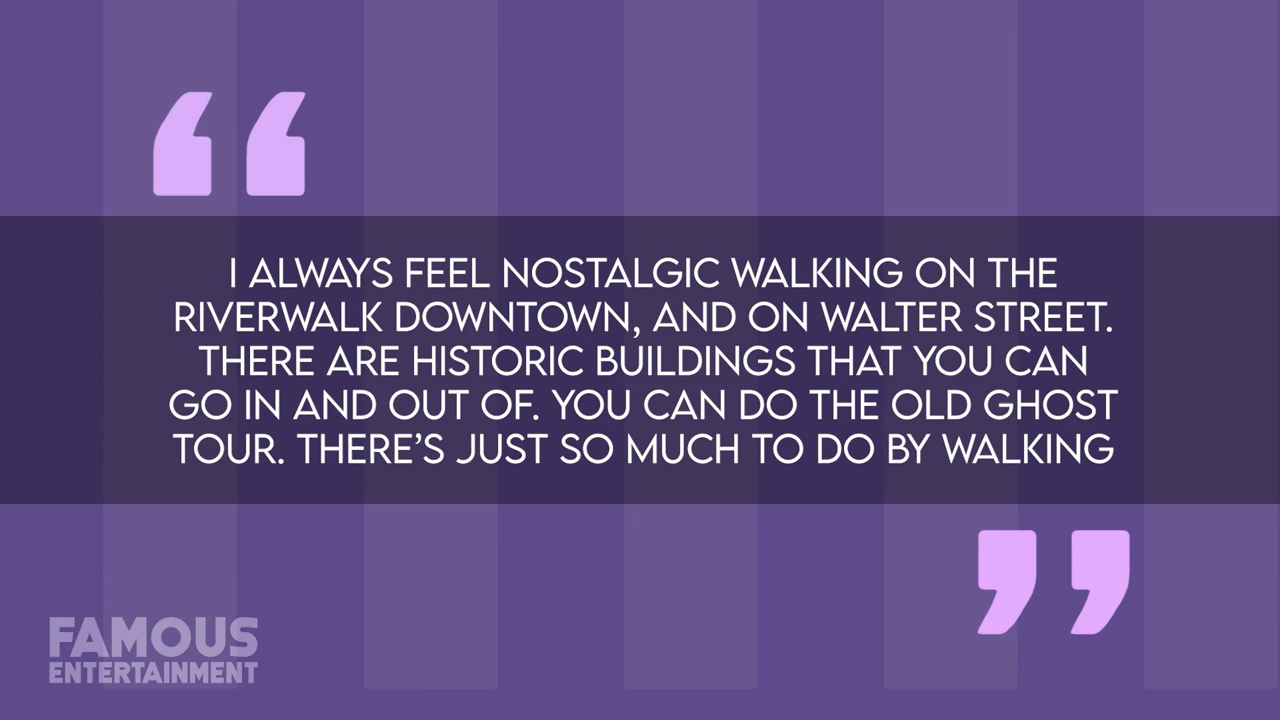 I ALWAYS FEEL NOSTALGIC WALKING ON THE
RIVERWALK DOWNTOWN, AND ON WALTER STREET.
THERE ARE HISTORIC BUILDINGS THAT YOU CAN
GO IN AND OUT OF. YOU CAN DO THE OLD GHOST
TOUR. THERE’S JUST SO MUCH TO DO BY WALKING
FAMOUS
ENTERTAINMENT